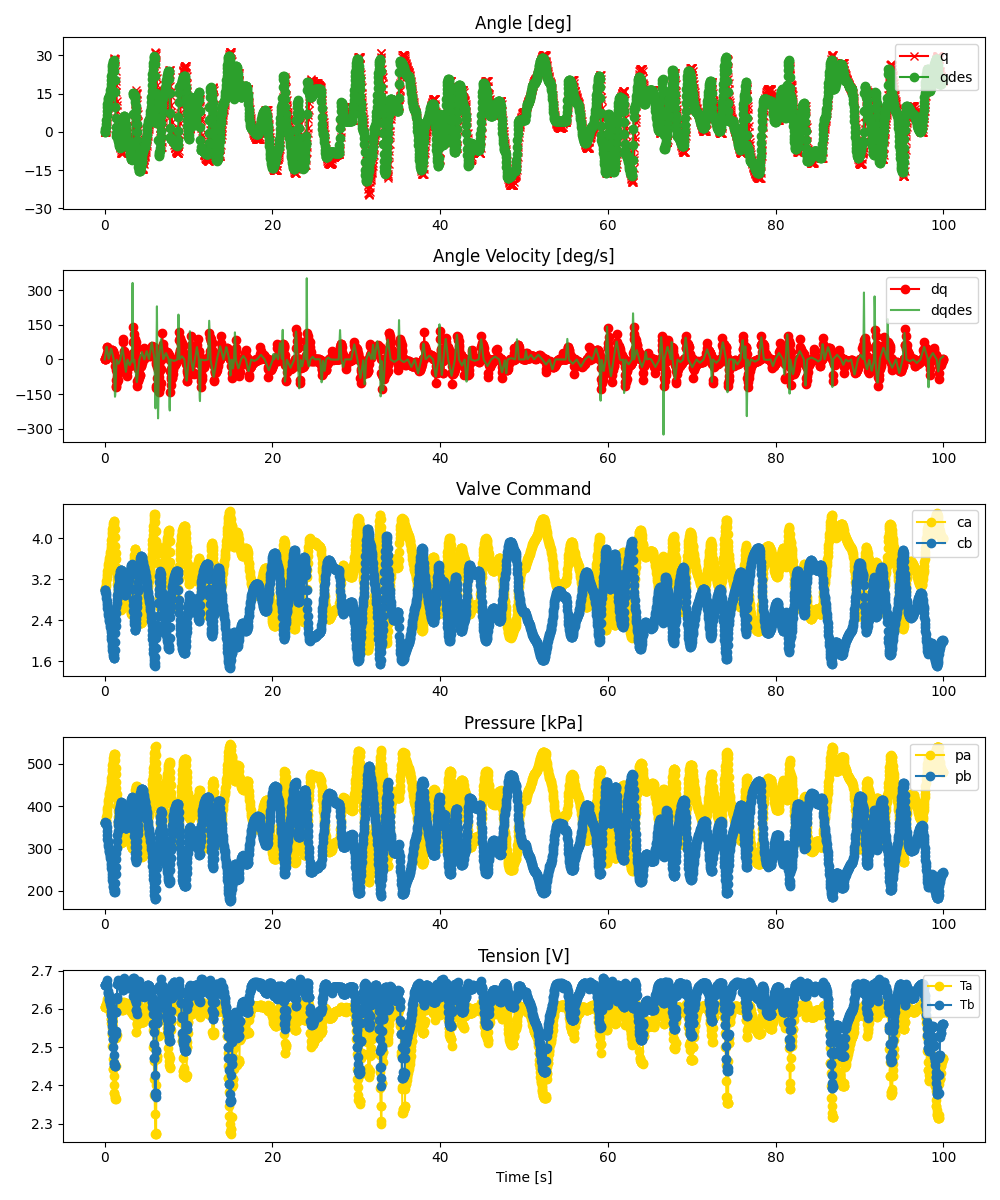 Angle [deg]
30
15
0
−15
−30
q
qdes
0 20 40 60 80 100
Angle Velocity [deg/s]
300
150
0
−150
−300
dq
dqdes
0 20 40 60 80 100
Valve Command
4.0
3.2
2.4
1.6
ca
cb
0 20 40 60 80 100
Pressure [kPa]
500
400
300
200
pa
pb
0 20 40 60 80 100
Tension [V]
2.7
2.6
2.5
2.4
2.3
Ta
Tb
0 20 40 60 80 100
Time [s]